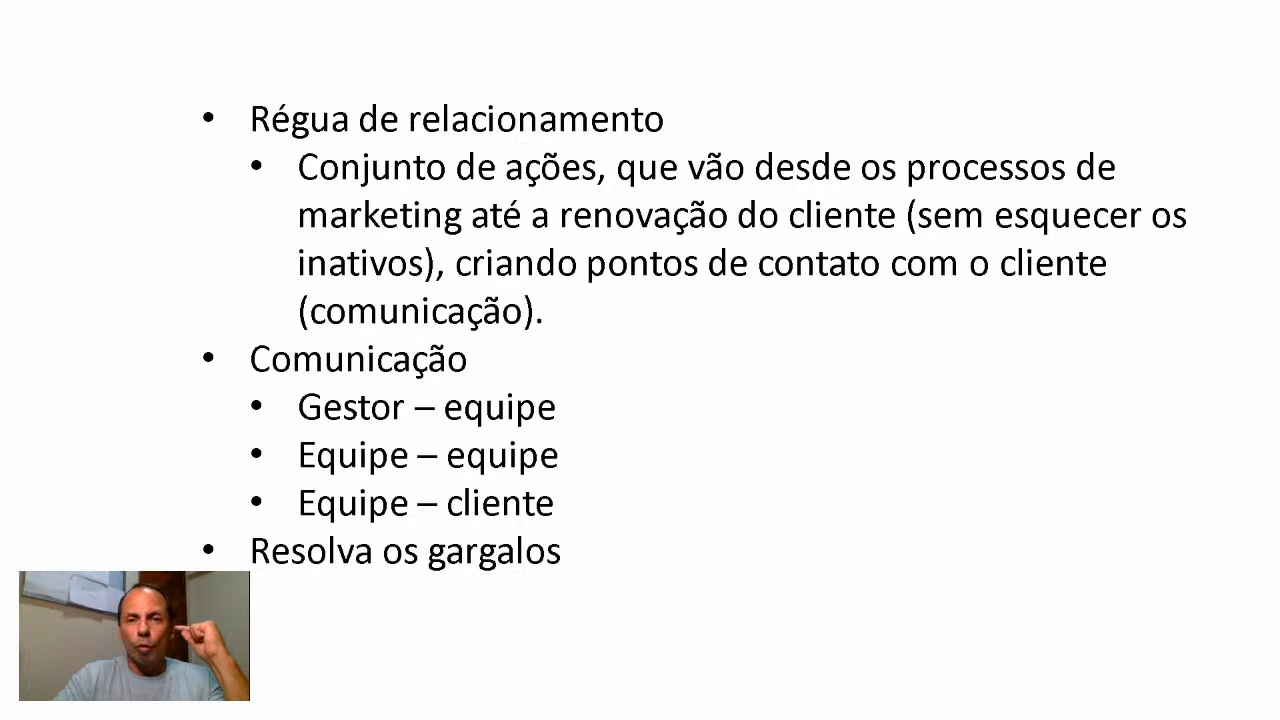 • Régua de relacionamento
• Conjunto de ações, que vão desde os processos de
marketing até a renovação do cliente (sem esquecer os
inativos), criando pontos de contato com o cliente
(comunicação).
• Comunicação
• Gestor – equipe
• Equipe – equipe
• Equipe – cliente
• Resolva os gargalos